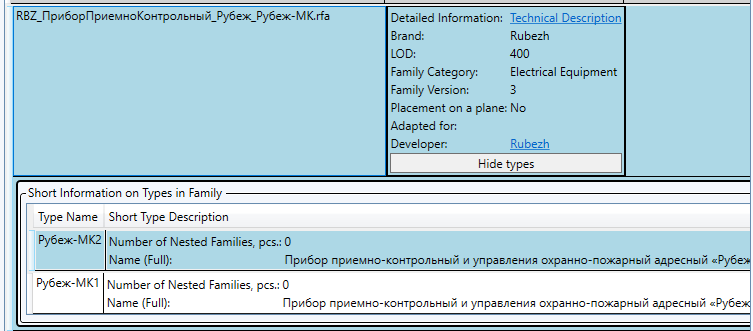 RBZ_ПриборПриемноКонтрольный_Рубеж_Рубеж-МК.rfa
Detailed Information: Technical Description
Brand: Rubezh
LOD: 400
Family Category: Electrical Equipment
Family Version: 3
Placement on a plane: No
Adapted for:
Developer: Rubezh
Hide types
Short Information on Types in Family
Type Name Short Type Description
Рубеж-МК2 Number of Nested Families, pcs.: 0
Name (Full): Прибор приемно-контрольный и управления охранно-пожарный адресный «Рубеж
Рубеж-МК1 Number of Nested Families, pcs.: 0
Name (Full): Прибор приемно-контрольный и управления охранно-пожарный адресный «Рубеж